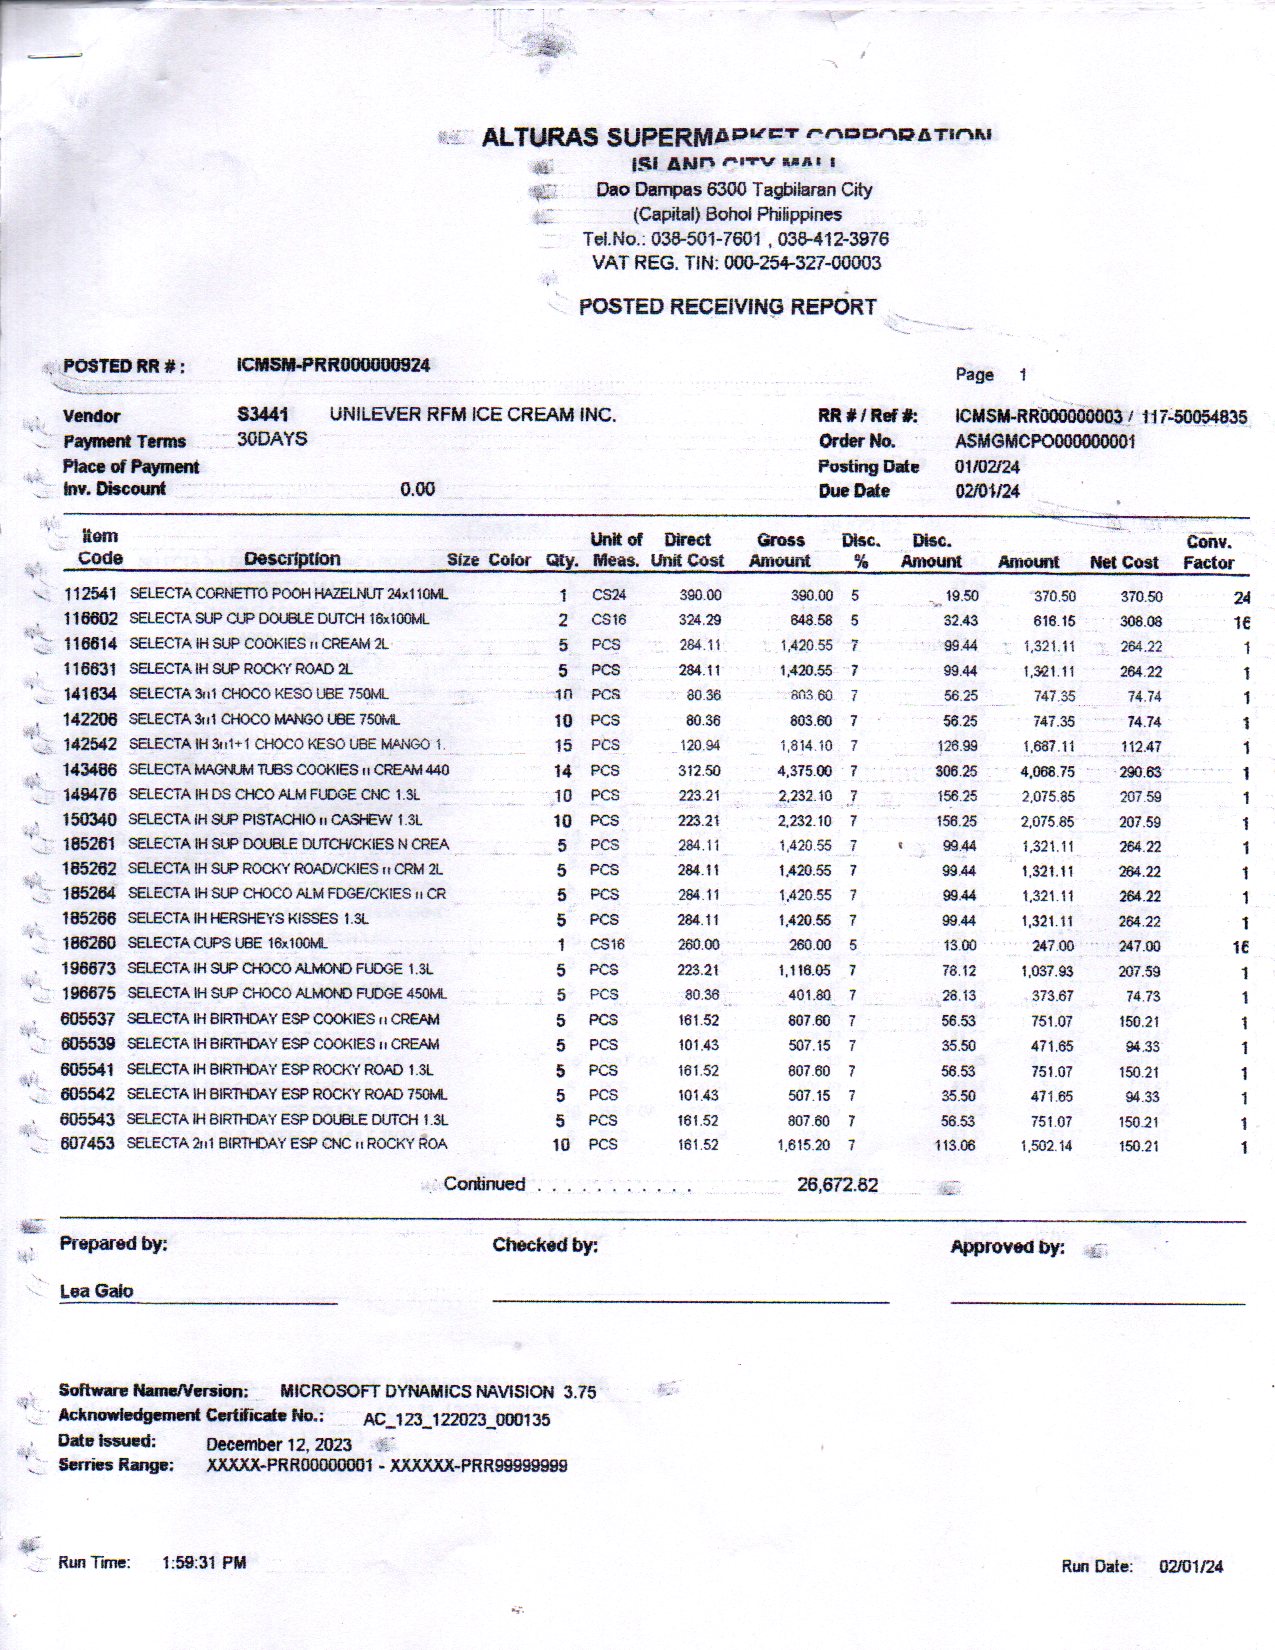 ALTURAS SUPERMARKET CORPORATION
ISLAND CITY MALL
Dao Dampas 6300 Tagbilaran City
(Capital) Bohol Philippines
Tel.No.: 038-501-7601 , 038-412-3976
VAT REG. TIN: 000-254-327-00003
POSTED RECEIVING REPORT
POSTED RR # : ICMSM-PRR000000924
Page 1
Vendor S3441 UNILEVER RFM ICE CREAM INC. RR # / Ref #: ICMSM-RR000000003 / 117-50054835
Payment Terms 30DAYS Order No. ASMGMCPO000000001
Place of Payment Posting Date 01/02/24
Inv. Discount 0.00 Due Date 02/01/24
Item Code Description Size Color Qty. Unit of Meas. Direct Unit Cost Gross Amount Disc. % Disc. Amount Amount Net Cost Conv. Factor
112541 SELECTA CORNETTO POOH HAZELNUT 24x110ML 1 CS24 390.00 390.00 5 19.50 370.50 370.50 24
116602 SELECTA SUP CUP DOUBLE DUTCH 16x100ML 2 CS16 324.29 648.58 5 32.43 616.15 308.08 16
116614 SELECTA IH SUP COOKIES n CREAM 2L 5 PCS 284.11 1,420.55 7 99.44 1,321.11 264.22 1
116631 SELECTA IH SUP ROCKY ROAD 2L 5 PCS 284.11 1,420.55 7 99.44 1,321.11 264.22 1
141634 SELECTA 3n1 CHOCO KESO UBE 750ML 10 PCS 80.36 803.60 7 56.25 747.35 74.74 1
142206 SELECTA 3n1 CHOCO MANGO UBE 750ML 10 PCS 80.36 803.60 7 56.25 747.35 74.74 1
142542 SELECTA IH 3n1+1 CHOCO KESO UBE MANGO 1. 15 PCS 120.94 1,814.10 7 126.99 1,687.11 112.47 1
143486 SELECTA MAGNUM TUBS COOKIES n CREAM 440 14 PCS 312.50 4,375.00 7 306.25 4,068.75 290.63 1
149476 SELECTA IH DS CHCO ALM FUDGE CNC 1.3L 10 PCS 223.21 2,232.10 7 156.25 2,075.85 207.59 1
150340 SELECTA IH SUP PISTACHIO n CASHEW 1.3L 10 PCS 223.21 2,232.10 7 156.25 2,075.85 207.59 1
185261 SELECTA IH SUP DOUBLE DUTCH/CKIES N CREA 5 PCS 284.11 1,420.55 7 99.44 1,321.11 264.22 1
185262 SELECTA IH SUP ROCKY ROAD/CKIES n CRM 2L 5 PCS 284.11 1,420.55 7 99.44 1,321.11 264.22 1
185264 SELECTA IH SUP CHOCO ALM FDGE/CKIES n CR 5 PCS 284.11 1,420.55 7 99.44 1,321.11 264.22 1
185266 SELECTA IH HERSHEYS KISSES 1.3L 5 PCS 284.11 1,420.55 7 99.44 1,321.11 264.22 1
186260 SELECTA CUPS UBE 16x100ML 1 CS16 260.00 260.00 5 13.00 247.00 247.00 16
196673 SELECTA IH SUP CHOCO ALMOND FUDGE 1.3L 5 PCS 223.21 1,116.05 7 78.12 1,037.93 207.59 1
196675 SELECTA IH SUP CHOCO ALMOND FUDGE 450ML 5 PCS 80.36 401.80 7 28.13 373.67 74.73 1
605537 SELECTA IH BIRTHDAY ESP COOKIES n CREAM 5 PCS 161.52 807.60 7 56.53 751.07 150.21 1
605539 SELECTA IH BIRTHDAY ESP COOKIES n CREAM 5 PCS 101.43 507.15 7 35.50 471.65 94.33 1
605541 SELECTA IH BIRTHDAY ESP ROCKY ROAD 1.3L 5 PCS 161.52 807.60 7 56.53 751.07 150.21 1
605542 SELECTA IH BIRTHDAY ESP ROCKY ROAD 750ML 5 PCS 101.43 507.15 7 35.50 471.65 94.33 1
605543 SELECTA IH BIRTHDAY ESP DOUBLE DUTCH 1.3L 5 PCS 161.52 807.60 7 56.53 751.07 150.21 1
607453 SELECTA 2n1 BIRTHDAY ESP CNC n ROCKY ROA 10 PCS 161.52 1,615.20 7 113.06 1,502.14 150.21 1
Continued . . . . . . . . . . . 26,672.82
Prepared by: Checked by: Approved by:
Lea Galo
Software Name/Version: MICROSOFT DYNAMICS NAVISION 3.75
Acknowledgement Certificate No.: AC_123_122023_000135
Date Issued: December 12, 2023
Serries Range: XXXXX-PRR00000001 - XXXXXX-PRR99999999
Run Time: 1:59:31 PM Run Date: 02/01/24